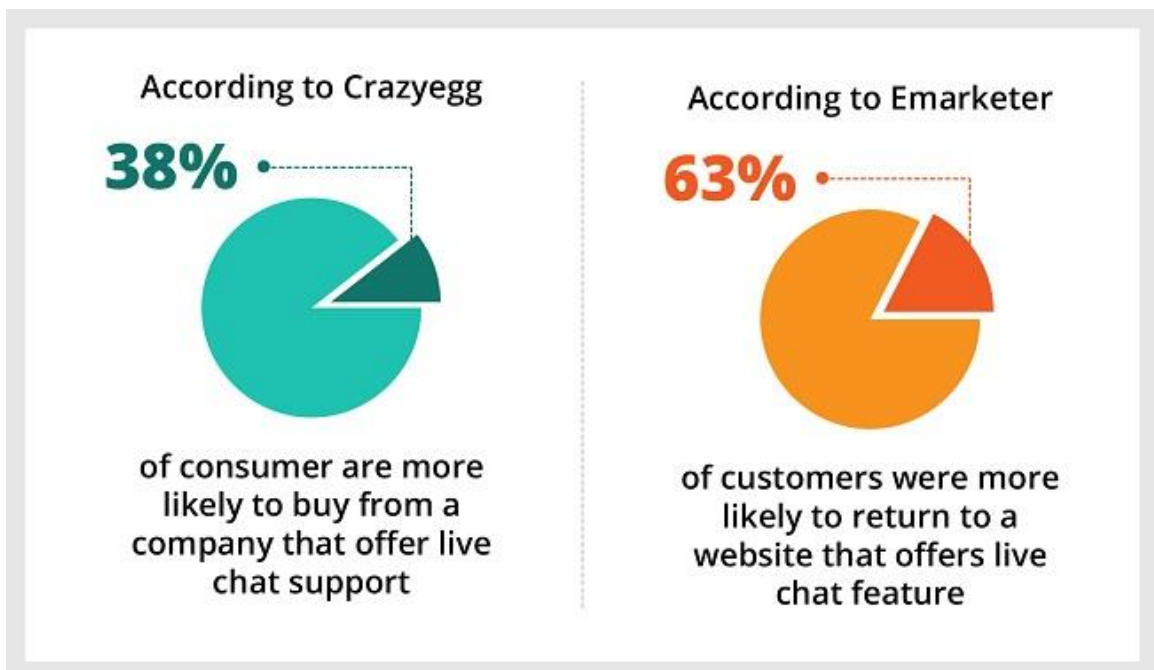 According to Crazyegg
38%
of consumer are more
likely to buy from a
company that offer live
chat support
According to Emarketer
63%
of customers were more
likely to return to a
website that offers live
chat feature